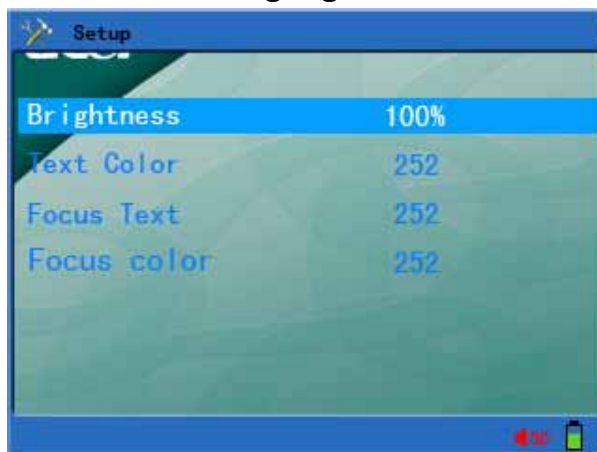 Setup
Brightness 100%
Text Color 252
Focus Text 252
Focus color 252